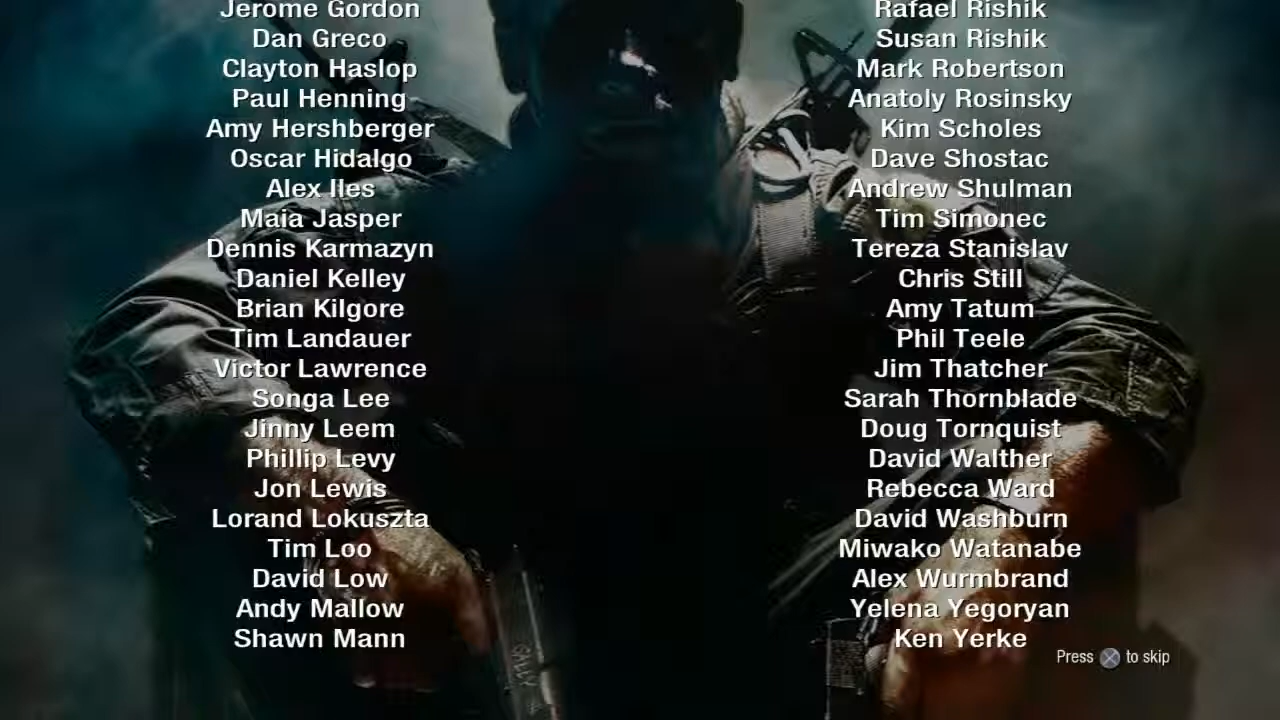 Jerome Gordon
Dan Greco
Clayton Haslop
Paul Henning
Amy Hershberger
Oscar Hidalgo
Alex Iles
Maia Jasper
Dennis Karmazyn
Daniel Kelley
Brian Kilgore
Tim Landauer
Victor Lawrence
Songa Lee
Jinny Leem
Phillip Levy
Jon Lewis
Lorand Lokuszta
Tim Loo
David Low
Andy Mallow
Shawn Mann
Rafael Rishik
Susan Rishik
Mark Robertson
Anatoly Rosinsky
Kim Scholes
Dave Shostac
Andrew Shulman
Tim Simonec
Tereza Stanislav
Chris Still
Amy Tatum
Phil Teele
Jim Thatcher
Sarah Thornblade
Doug Tornquist
David Walther
Rebecca Ward
David Washburn
Miwako Watanabe
Alex Wurmbrand
Yelena Yegoryan
Ken Yerke
Press X to skip